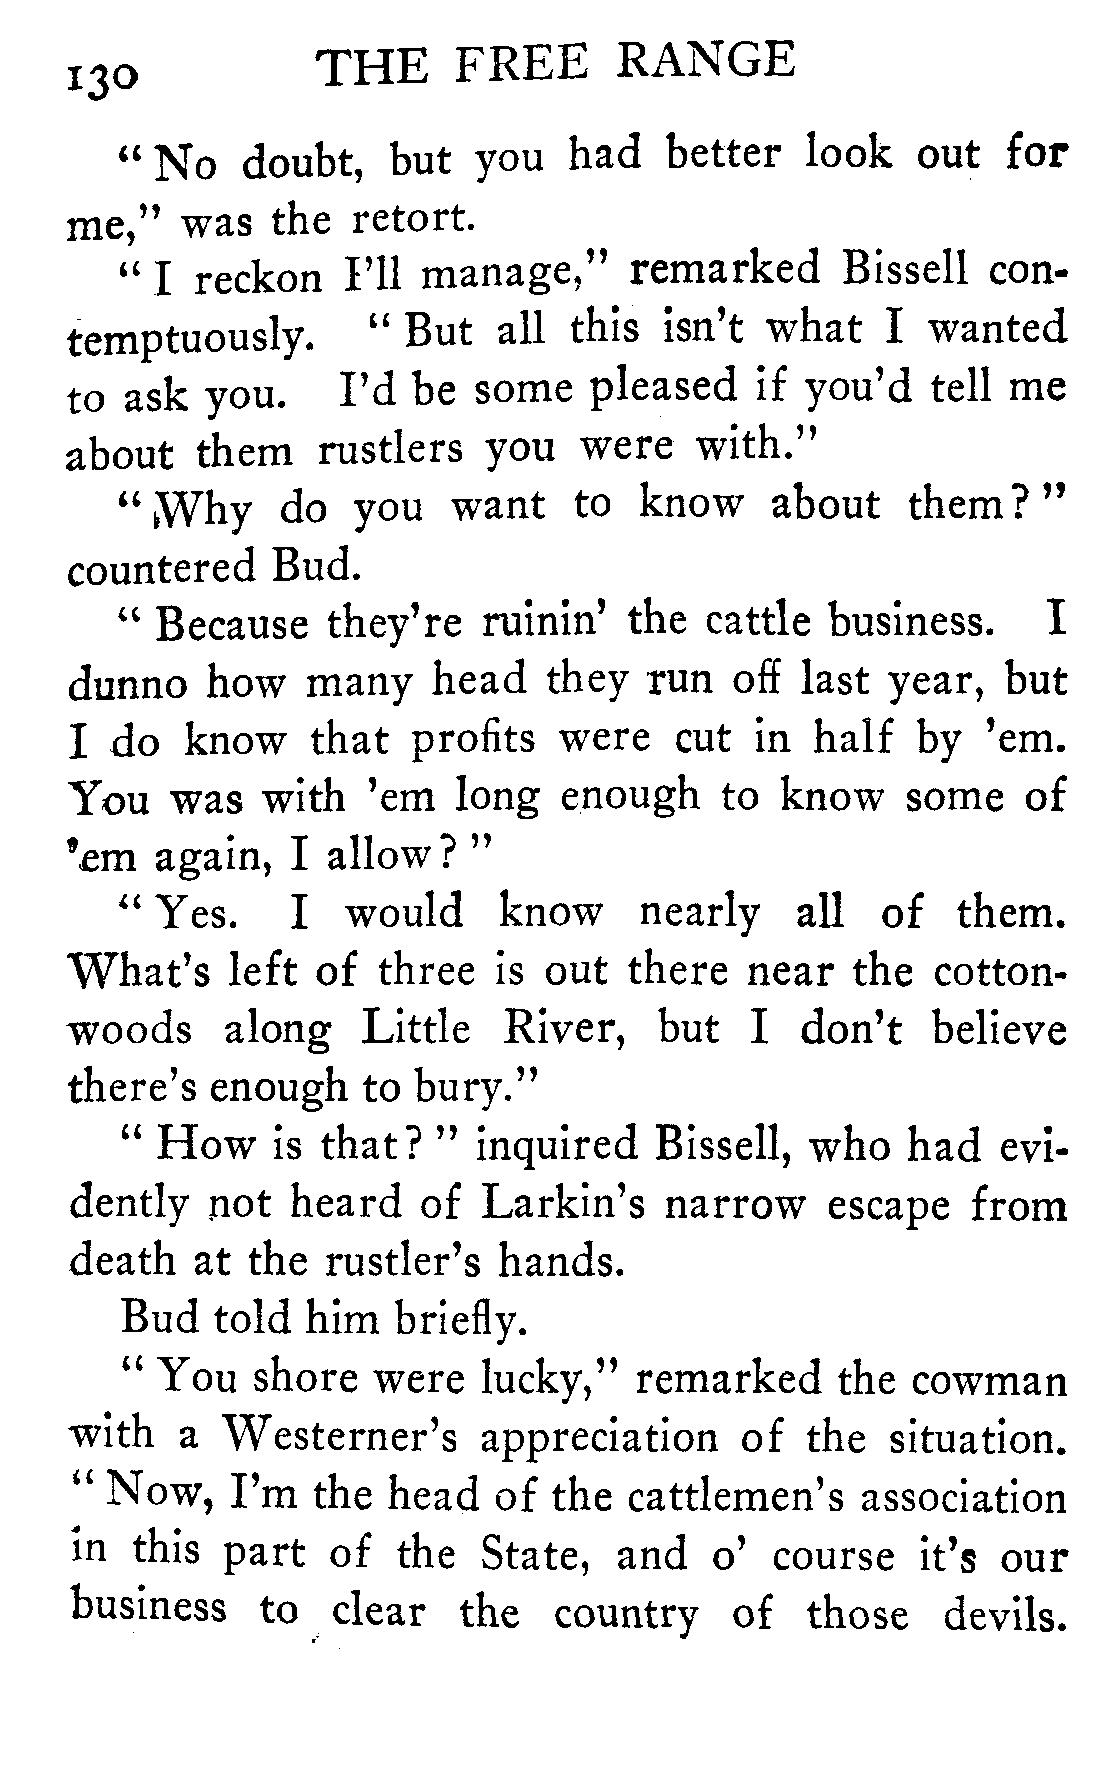 130 THE FREE RANGE
“ No doubt, but you had better look out for
me,” was the retort.
“ I reckon I’ll manage,” remarked Bissell con-
temptuously. “ But all this isn’t what I wanted
to ask you. I’d be some pleased if you’d tell me
about them rustlers you were with.”
“ Why do you want to know about them? ”
countered Bud.
“ Because they’re ruinin’ the cattle business. I
dunno how many head they run off last year, but
I do know that profits were cut in half by ’em.
You was with ’em long enough to know some of
’em again, I allow? ”
“ Yes. I would know nearly all of them.
What’s left of three is out there near the cotton-
woods along Little River, but I don’t believe
there’s enough to bury.”
“ How is that? ” inquired Bissell, who had evi-
dently not heard of Larkin’s narrow escape from
death at the rustler’s hands.
Bud told him briefly.
“ You shore were lucky,” remarked the cowman
with a Westerner’s appreciation of the situation.
“ Now, I’m the head of the cattlemen’s association
in this part of the State, and o’ course it’s our
business to clear the country of those devils.